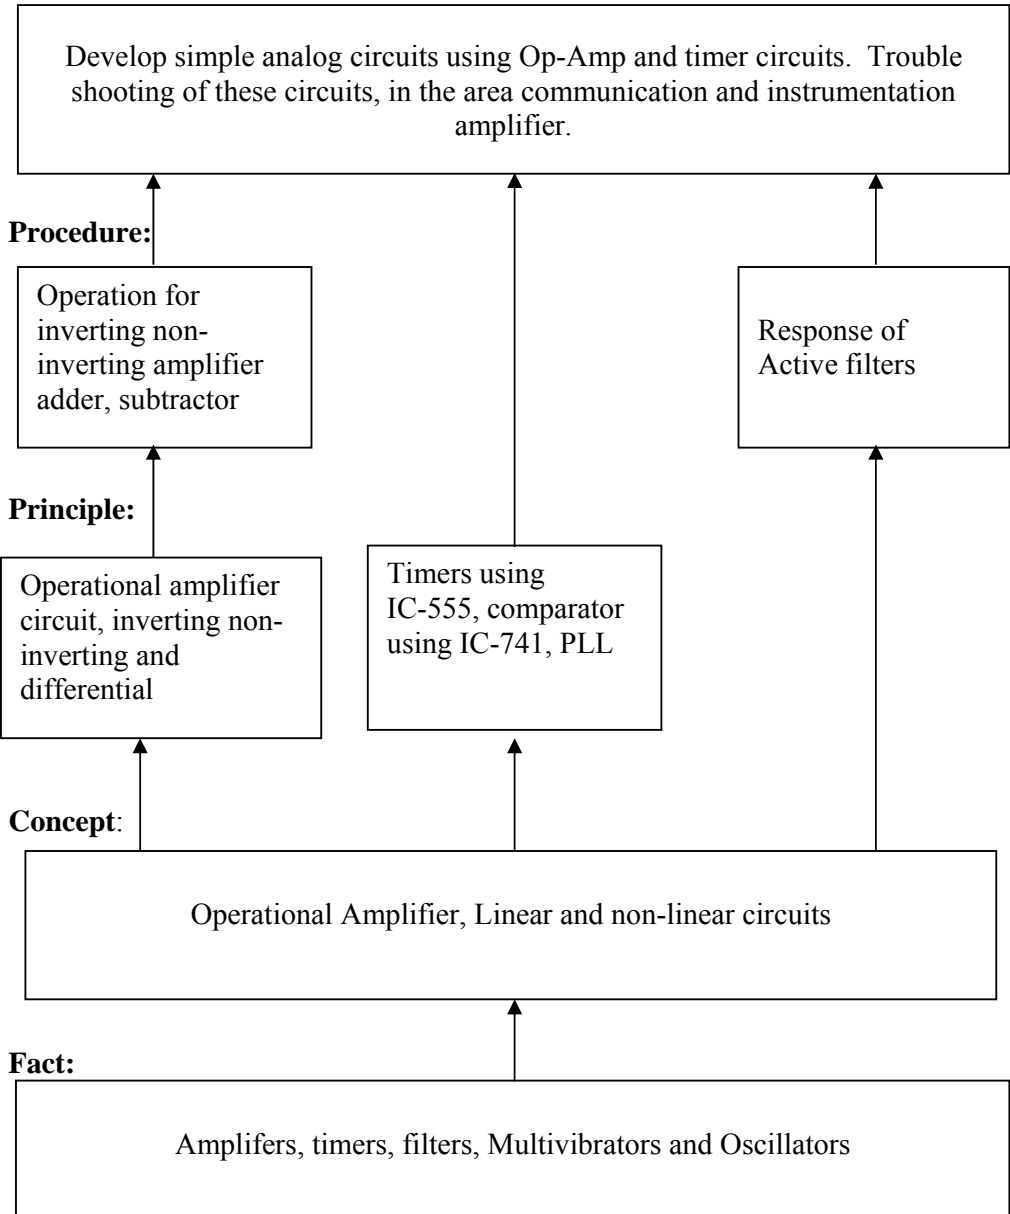 Develop simple analog circuits using Op-Amp and timer circuits.  Trouble
shooting of these circuits, in the area communication and instrumentation
amplifier.
Procedure:
Operation for
inverting non-
inverting amplifier
adder, subtractor
Response of
Active filters
Principle:
Operational amplifier
circuit, inverting non-
inverting and
differential
Timers using
IC-555, comparator
using IC-741, PLL
Concept:
Operational Amplifier, Linear and non-linear circuits
Fact:
Amplifers, timers, filters, Multivibrators and Oscillators